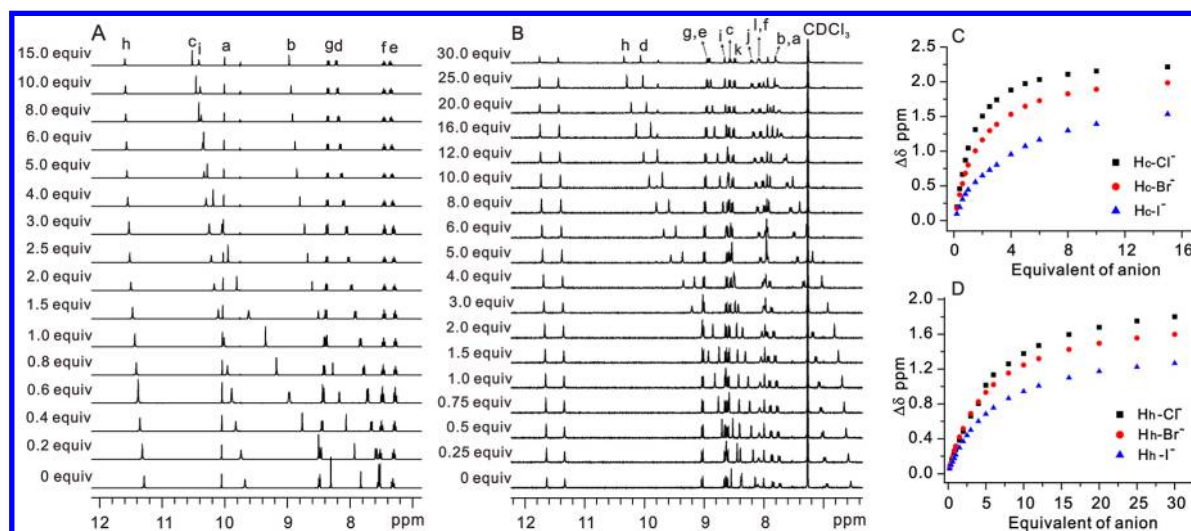 A
h c i a b g d f e
15.0 equiv
10.0 equiv
8.0 equiv
6.0 equiv
5.0 equiv
4.0 equiv
3.0 equiv
2.5 equiv
2.0 equiv
1.5 equiv
1.0 equiv
0.8 equiv
0.6 equiv
0.4 equiv
0.2 equiv
0 equiv
12 11 10 9 8 ppm
B
h d g,e i c k j l,f b,a CDCl3
30.0 equiv
25.0 equiv
20.0 equiv
16.0 equiv
12.0 equiv
10.0 equiv
8.0 equiv
6.0 equiv
5.0 equiv
4.0 equiv
3.0 equiv
2.0 equiv
1.5 equiv
1.0 equiv
0.75 equiv
0.5 equiv
0.25 equiv
0 equiv
12 11 10 9 8 ppm
C
Δδ ppm
2.5
2.0
1.5
1.0
0.5
0.0
Hc-Cl⁻
Hc-Br⁻
Hc-I⁻
0 4 8 12 16
Equivalent of anion
D
Δδ ppm
2.0
1.6
1.2
0.8
0.4
0.0
Hh-Cl⁻
Hh-Br⁻
Hh-I⁻
0 5 10 15 20 25 30
Equivalent of anion